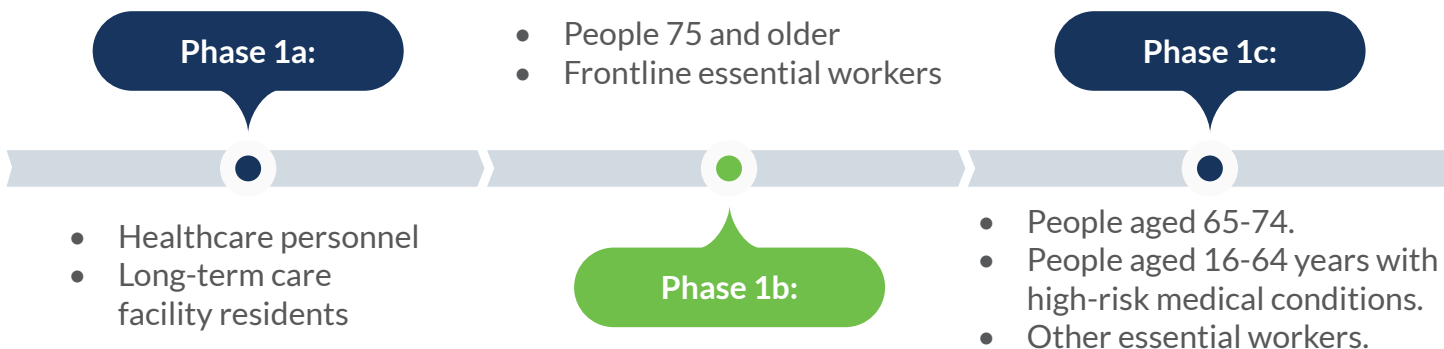 Phase 1a:
• Healthcare personnel
• Long-term care
facility residents
• People 75 and older
• Frontline essential workers
Phase 1b:
Phase 1c:
• People aged 65-74.
• People aged 16-64 years with
high-risk medical conditions.
• Other essential workers.